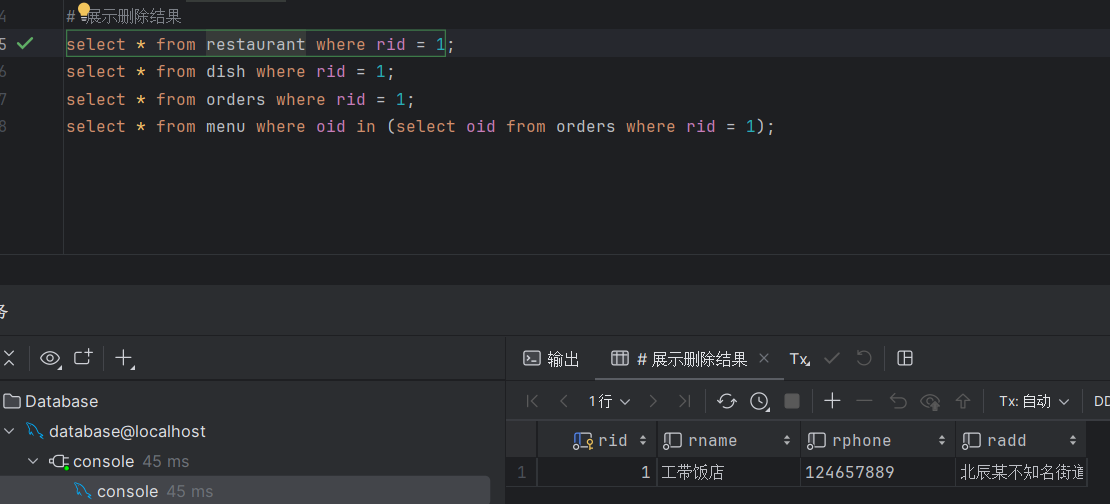 4 # 展示删除结果
5 select * from restaurant where rid = 1;
6 select * from dish where rid = 1;
7 select * from orders where rid = 1;
8 select * from menu where oid in (select oid from orders where rid = 1);
务
输出 # 展示删除结果 × Tx
1行 Tx: 自动 DD
Database
database@localhost
console 45 ms
console 45 ms
rid rname rphone radd
1 1 工带饭店 124657889 北辰某不知名街道